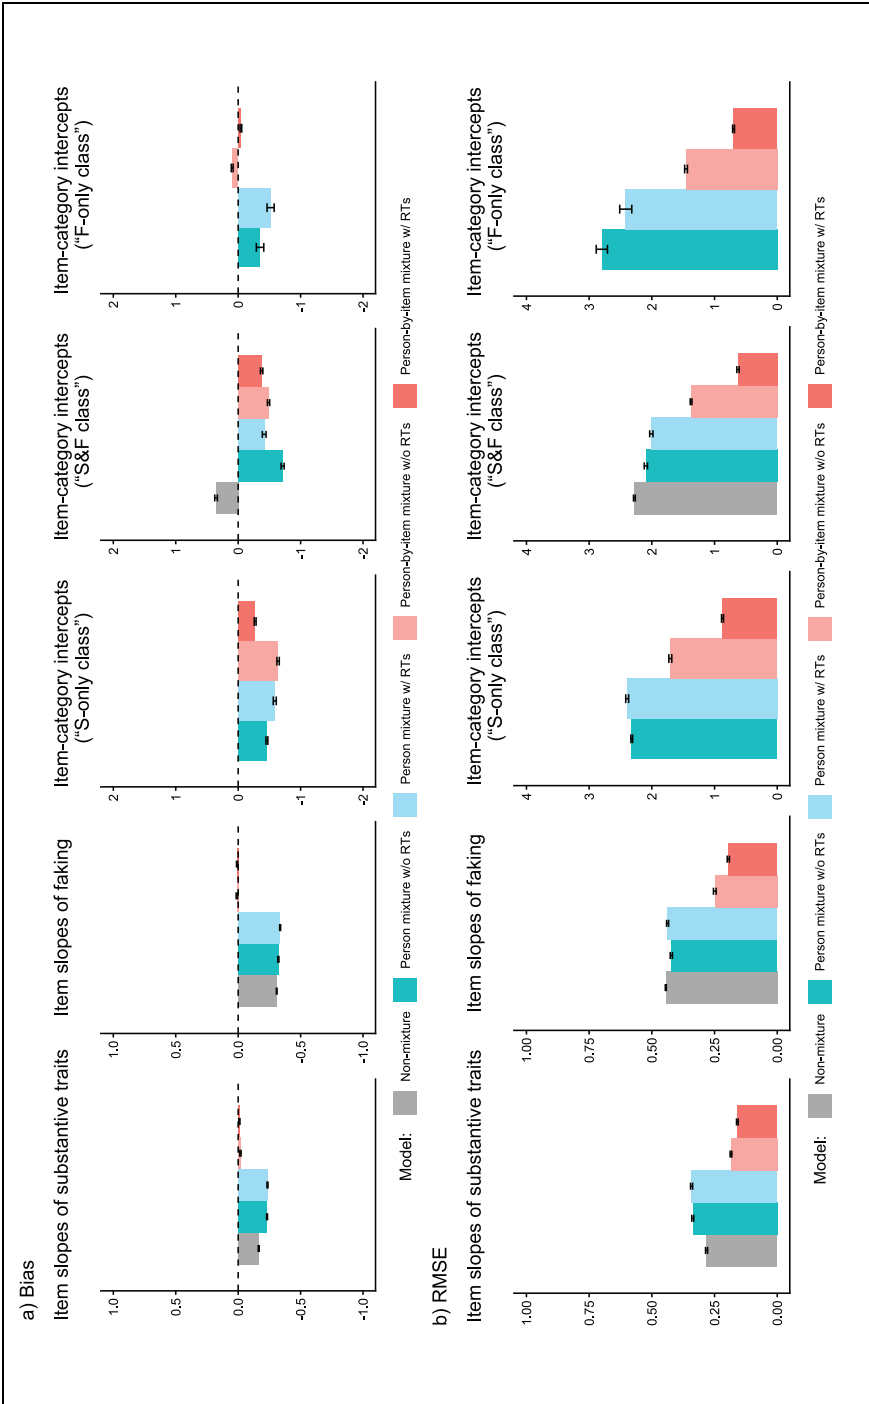 a) Bias
Item slopes of substantive traits
1.0
0.5
0.0
-0.5
-1.0
Item slopes of faking
1.0
0.5
0.0
-0.5
-1.0
Item-category intercepts
(“S-only class”)
2
1
0
-1
-2
Item-category intercepts
(“S&F class”)
2
1
0
-1
-2
Item-category intercepts
(“F-only class”)
2
1
0
-1
-2
Model: Non-mixture Person mixture w/o RTs Person mixture w/ RTs Person-by-item mixture w/o RTs Person-by-item mixture w/ RTs
b) RMSE
Item slopes of substantive traits
1.00
0.75
0.50
0.25
0.00
Item slopes of faking
1.00
0.75
0.50
0.25
0.00
Item-category intercepts
(“S-only class”)
4
3
2
1
0
Item-category intercepts
(“S&F class”)
4
3
2
1
0
Item-category intercepts
(“F-only class”)
4
3
2
1
0
Model: Non-mixture Person mixture w/o RTs Person mixture w/ RTs Person-by-item mixture w/o RTs Person-by-item mixture w/ RTs